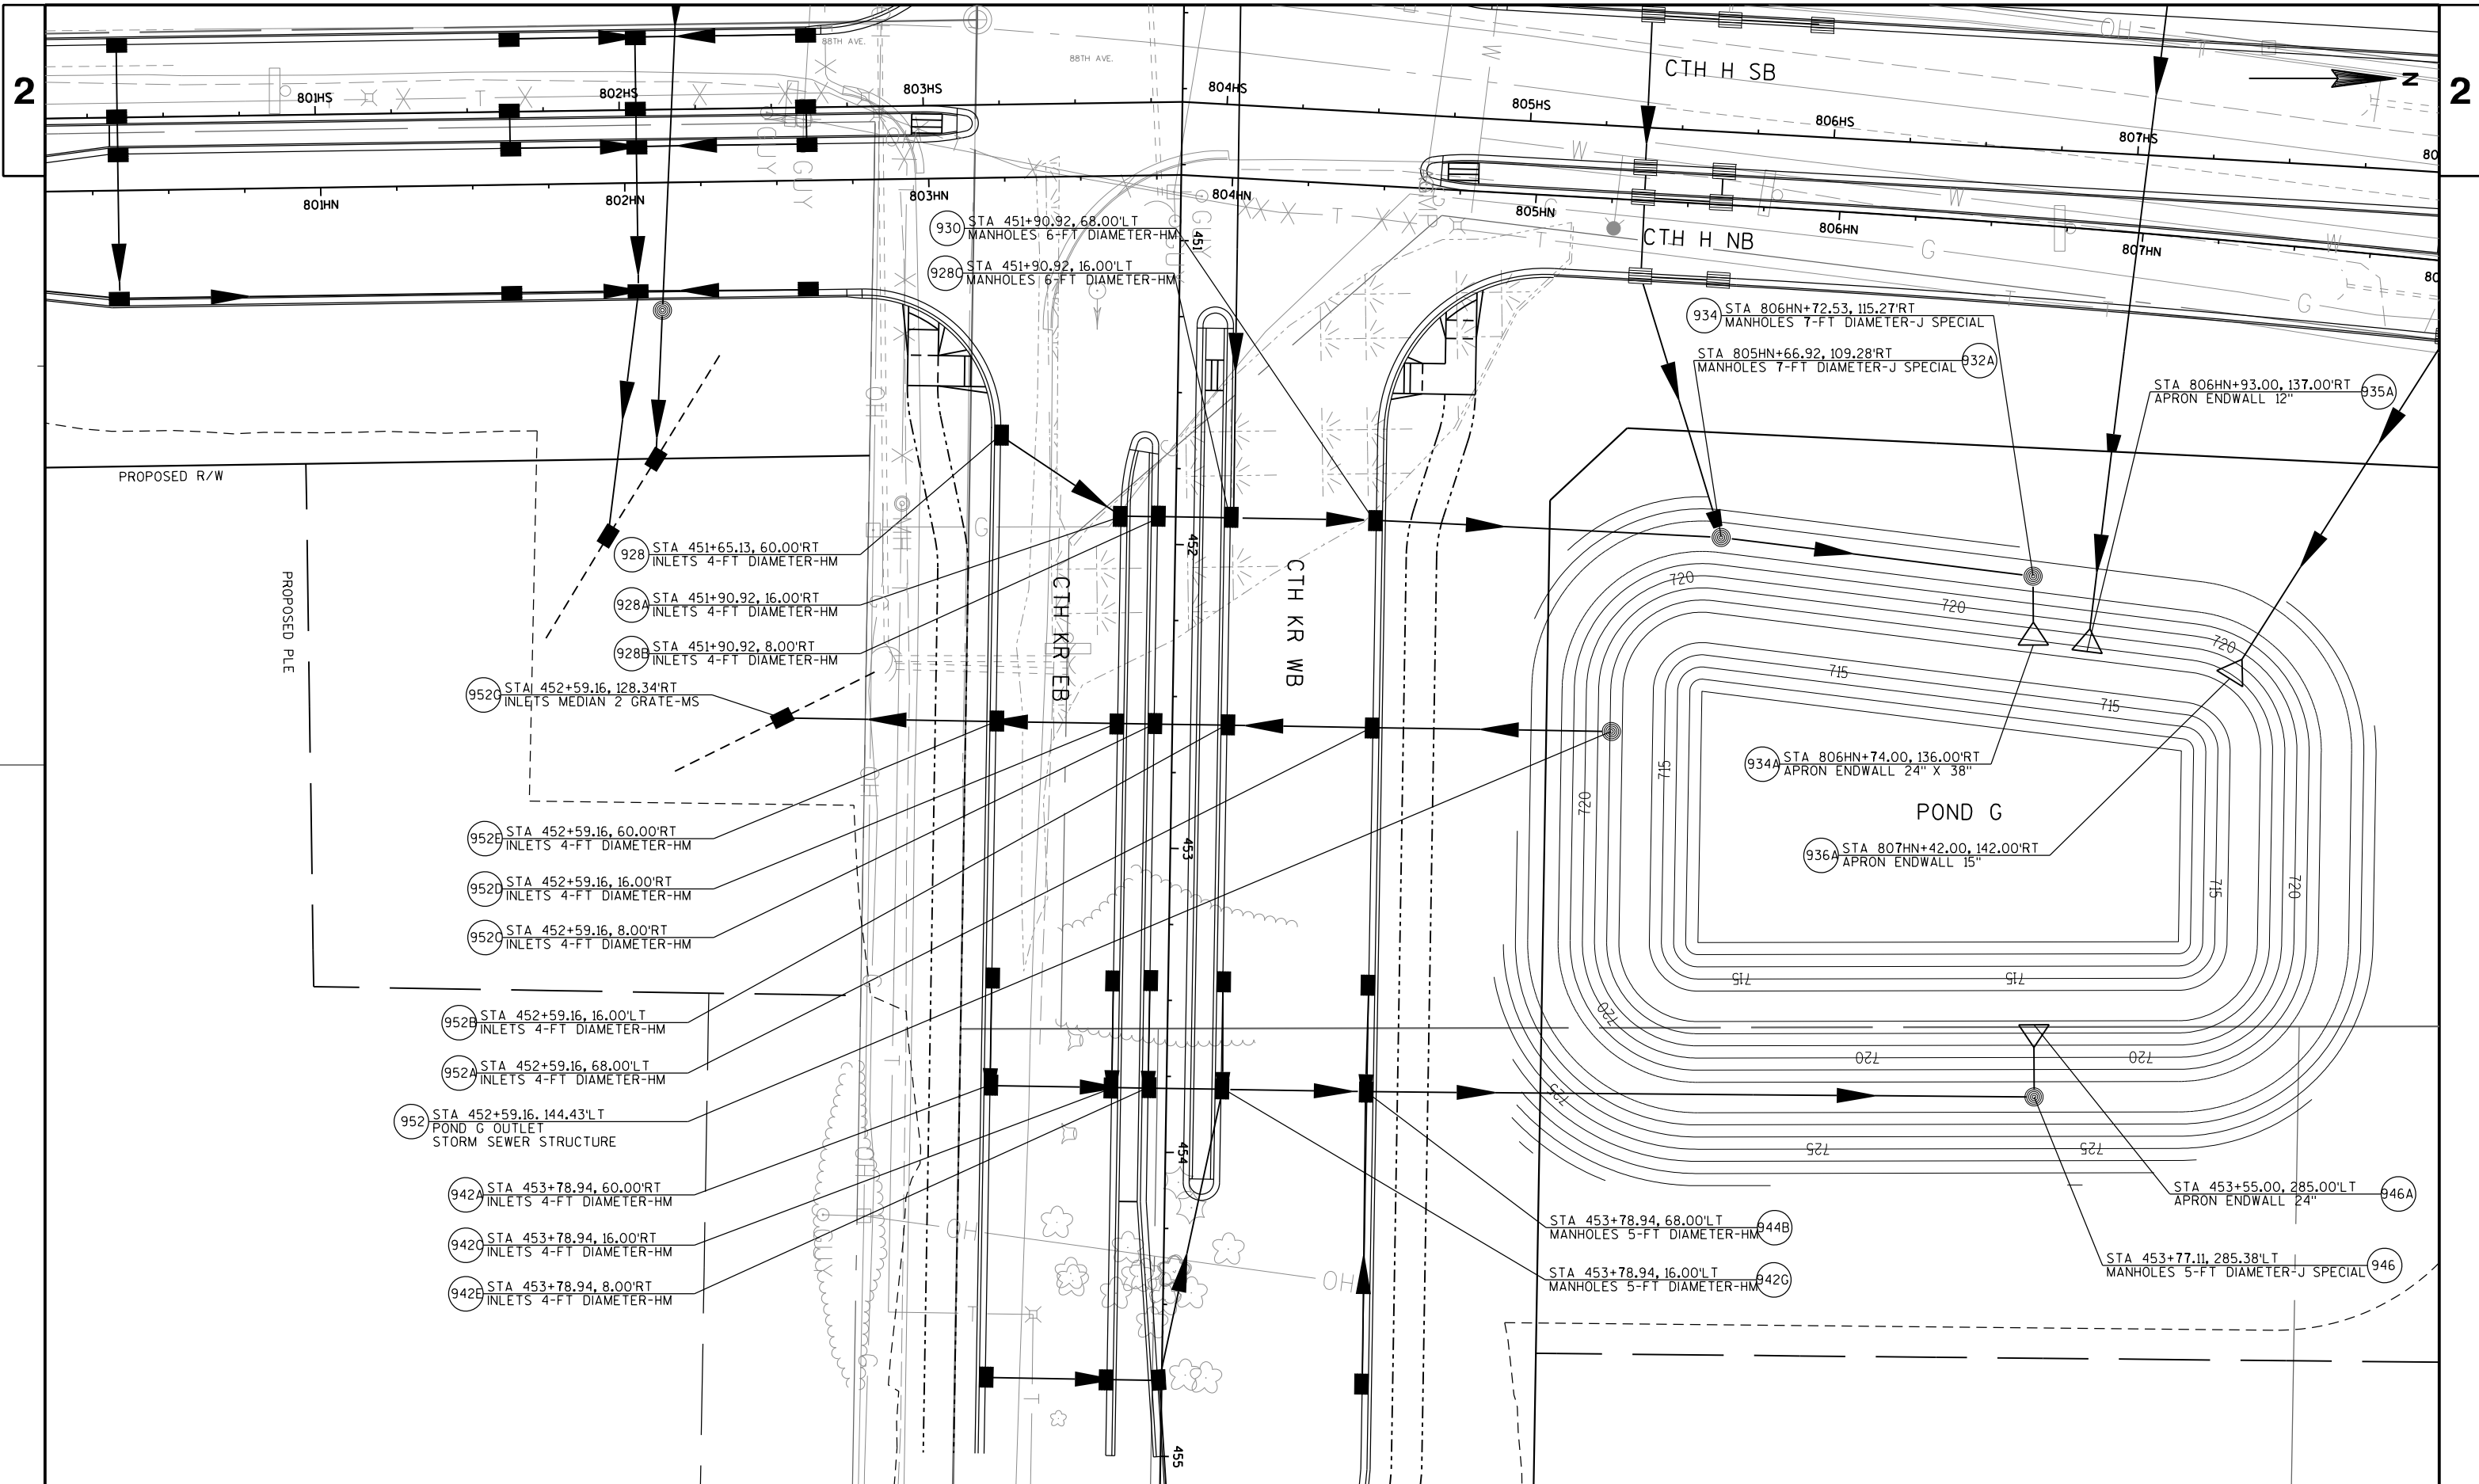 2
2
88TH AVE.
88TH AVE.
CTH H SB
N
801HS
802HS
803HS
804HS
805HS
806HS
807HS
80
801HN
802HN
803HN
804HN
805HN
806HN
807HN
80
CTH H NB
GUY
GUY
GUY
930
STA 451+90.92, 68.00'LT
MANHOLES 6-FT DIAMETER-HM
451
928C
STA 451+90.92, 16.00'LT
MANHOLES 6-FT DIAMETER-HM
934
STA 806HN+72.53, 115.27'RT
MANHOLES 7-FT DIAMETER-J SPECIAL
STA 805HN+66.92, 109.28'RT
MANHOLES 7-FT DIAMETER-J SPECIAL
932A
STA 806HN+93.00, 137.00'RT
APRON ENDWALL 12"
935A
PROPOSED R/W
PROPOSED PLE
928
STA 451+65.13, 60.00'RT
INLETS 4-FT DIAMETER-HM
452
928A
STA 451+90.92, 16.00'RT
INLETS 4-FT DIAMETER-HM
CTH KR EB
CTH KR WB
928B
STA 451+90.92, 8.00'RT
INLETS 4-FT DIAMETER-HM
952G
STA 452+59.16, 128.34'RT
INLETS MEDIAN 2 GRATE-MS
720
720
720
715
715
715
720
934A
STA 806HN+74.00, 136.00'RT
APRON ENDWALL 24" X 38"
POND G
936A
STA 807HN+42.00, 142.00'RT
APRON ENDWALL 15"
952E
STA 452+59.16, 60.00'RT
INLETS 4-FT DIAMETER-HM
453
952D
STA 452+59.16, 16.00'RT
INLETS 4-FT DIAMETER-HM
715
720
952C
STA 452+59.16, 8.00'RT
INLETS 4-FT DIAMETER-HM
715
715
952B
STA 452+59.16, 16.00'LT
INLETS 4-FT DIAMETER-HM
720
720
720
952A
STA 452+59.16, 68.00'LT
INLETS 4-FT DIAMETER-HM
725
952
STA 452+59.16, 144.43'LT
POND G OUTLET
STORM SEWER STRUCTURE
454
725
725
942A
STA 453+78.94, 60.00'RT
INLETS 4-FT DIAMETER-HM
STA 453+55.00, 285.00'LT
APRON ENDWALL 24"
946A
942C
STA 453+78.94, 16.00'RT
INLETS 4-FT DIAMETER-HM
GUY
OH
OH
STA 453+78.94, 68.00'LT
MANHOLES 5-FT DIAMETER-HM
944B
STA 453+77.11, 285.38'LT
MANHOLES 5-FT DIAMETER-J SPECIAL
946
942E
STA 453+78.94, 8.00'RT
INLETS 4-FT DIAMETER-HM
STA 453+78.94, 16.00'LT
MANHOLES 5-FT DIAMETER-HM
942G
455